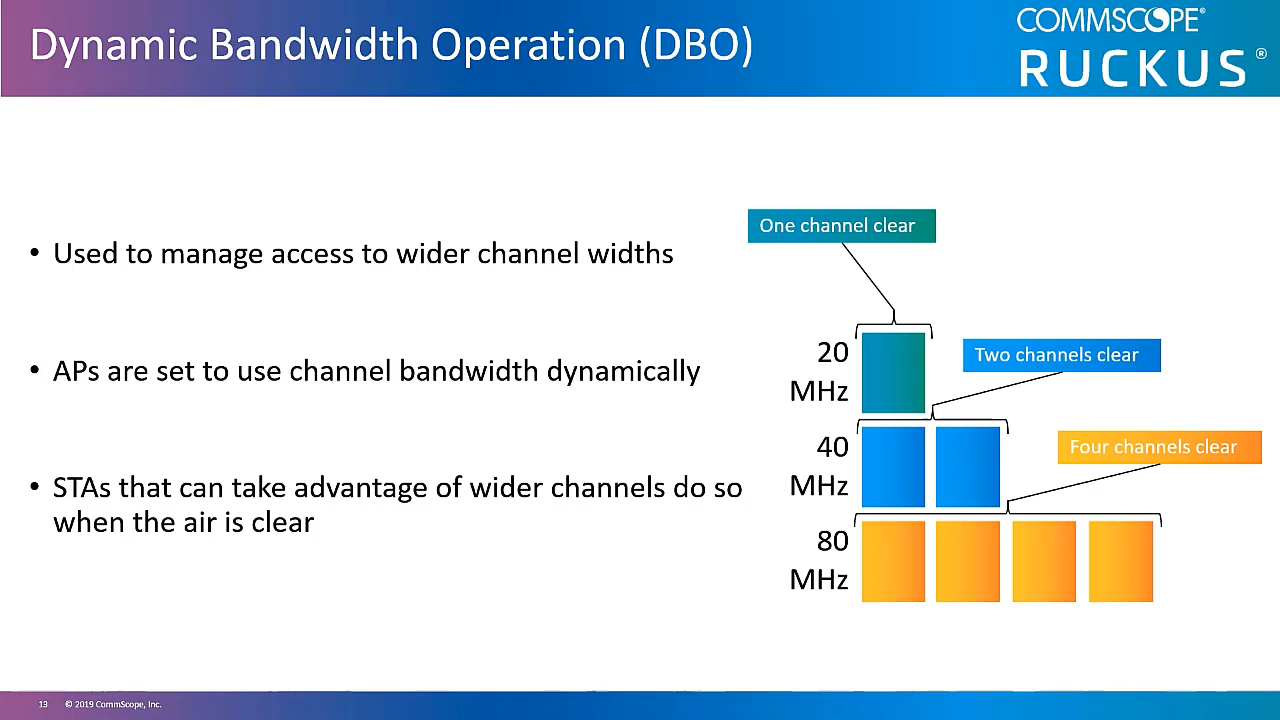 Dynamic Bandwidth Operation (DBO)
COMMSCOPE®
RUCKUS®
• Used to manage access to wider channel widths
• APs are set to use channel bandwidth dynamically
• STAs that can take advantage of wider channels do so
when the air is clear
One channel clear
20
MHz
Two channels clear
40
MHz
Four channels clear
80
MHz
13 © 2019 CommScope, Inc.